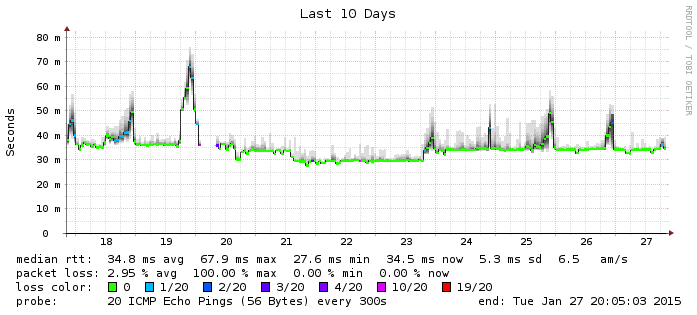 Last 10 Days
RRDTOOL / TOBI OETIKER
Seconds
80 m
70 m
60 m
50 m
40 m
30 m
20 m
10 m
0
18 19 20 21 22 23 24 25 26 27
median rtt: 34.8 ms avg 67.9 ms max 27.6 ms min 34.5 ms now 5.3 ms sd 6.5 am/s
packet loss: 2.95 % avg 100.00 % max 0.00 % min 0.00 % now
loss color: 0 1/20 2/20 3/20 4/20 10/20 19/20
probe: 20 ICMP Echo Pings (56 Bytes) every 300s end: Tue Jan 27 20:05:03 2015